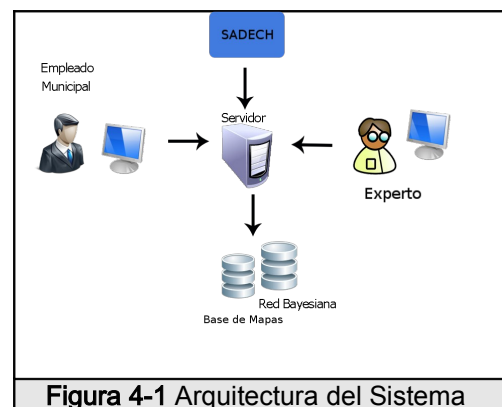 SADECH
Empleado
Municipal
Servidor
Experto
Red Bayesiana
Base de Mapas
Figura 4-1 Arquitectura del Sistema